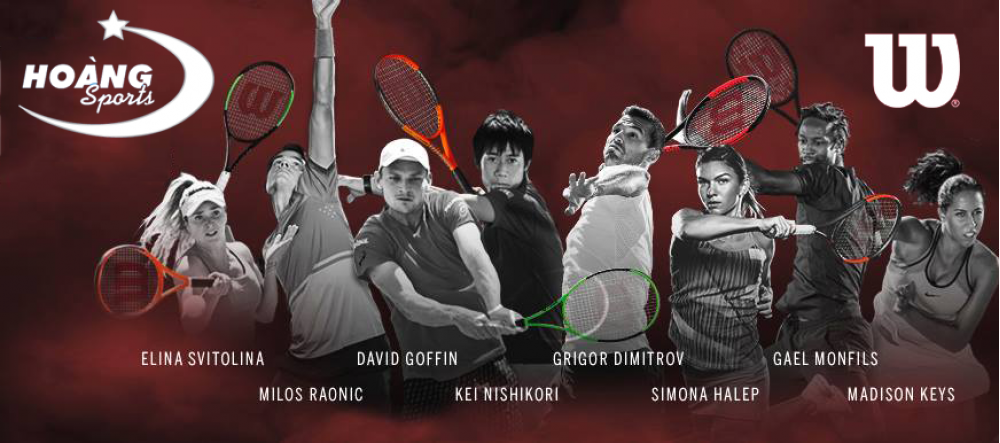 HOÀNG
Sports
W
ELINA SVITOLINA
DAVID GOFFIN
GRIGOR DIMITROV
GAEL MONFILS
MILOS RAONIC
KEI NISHIKORI
SIMONA HALEP
MADISON KEYS